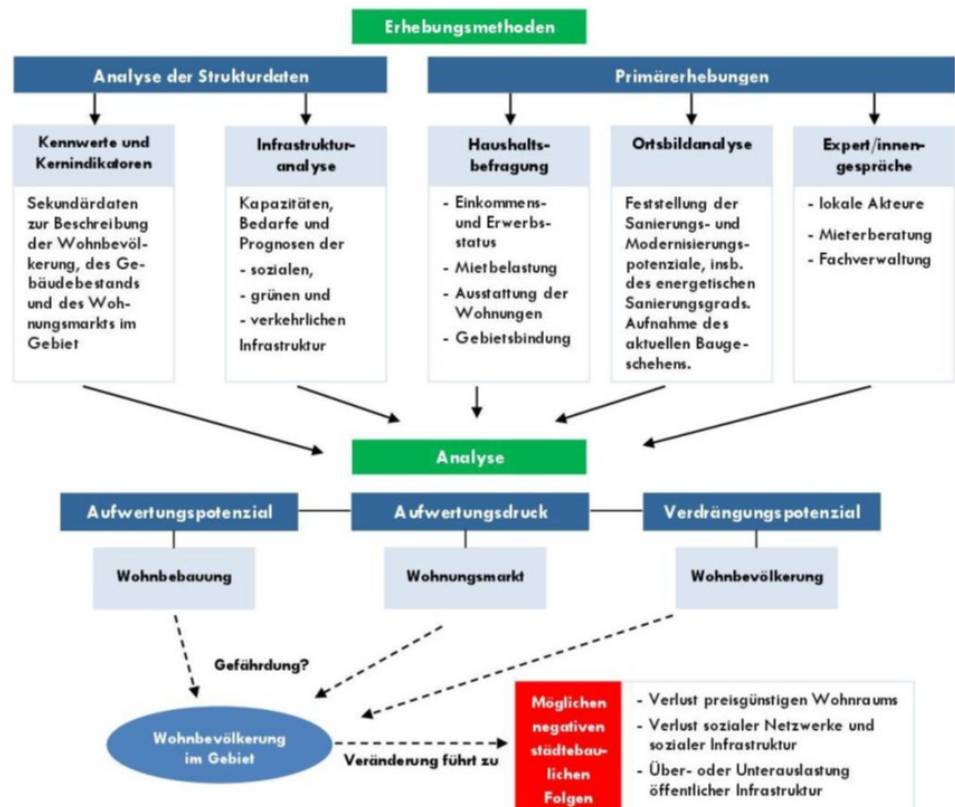 Erhebungsmethoden
Analyse der Strukturdaten
Primärerhebungen
Kennwerte und
Kernindikatoren
Sekundärdaten
zur Beschreibung
der Wohnbevöl-
kerung, des Ge-
bäudebestands
und des Woh-
nungsmarkts im
Gebiet
Infrastruktur-
analyse
Kapazitäten,
Bedarfe und
Prognosen der
- sozialen,
- grünen und
- verkehrlichen
Infrastruktur
Haushalts-
befragung
- Einkommens-
und Erwerbs-
status
- Mietbelastung
- Ausstattung der
Wohnungen
- Gebietsbindung
Ortsbildanalyse
Feststellung der
Sanierungs- und
Modernisierungs-
potenziale, insb.
des energetischen
Sanierungsgrads.
Aufnahme des
aktuellen Bauge-
schehens.
Expert/innen-
gespräche
- lokale Akteure
- Mieterberatung
- Fachverwaltung
Analyse
Aufwertungspotenzial
Aufwertungsdruck
Verdrängungspotenzial
Wohnbebauung
Wohnungsmarkt
Wohnbevölkerung
Gefährdung?
Wohnbevölkerung
im Gebiet
Veränderung führt zu
Möglichen
negativen
städtebau-
lichen
Folgen
- Verlust preisgünstigen Wohnraums
- Verlust sozialer Netzwerke und
sozialer Infrastruktur
- Über- oder Unterauslastung
öffentlicher Infrastruktur